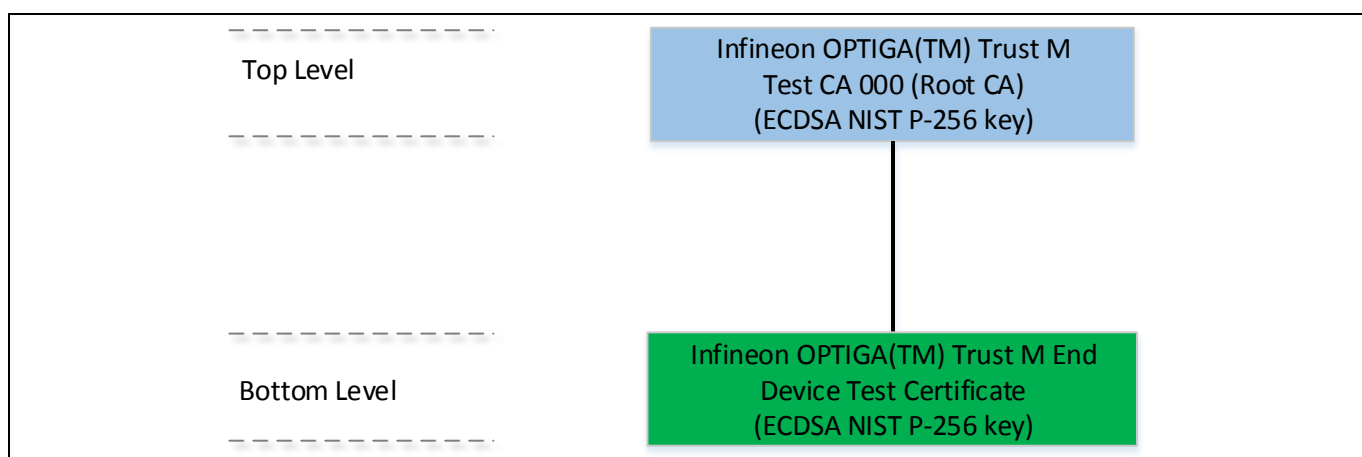 Top Level
Infineon OPTIGA(TM) Trust M
Test CA 000 (Root CA)
(ECDSA NIST P-256 key)
Bottom Level
Infineon OPTIGA(TM) Trust M End
Device Test Certificate
(ECDSA NIST P-256 key)